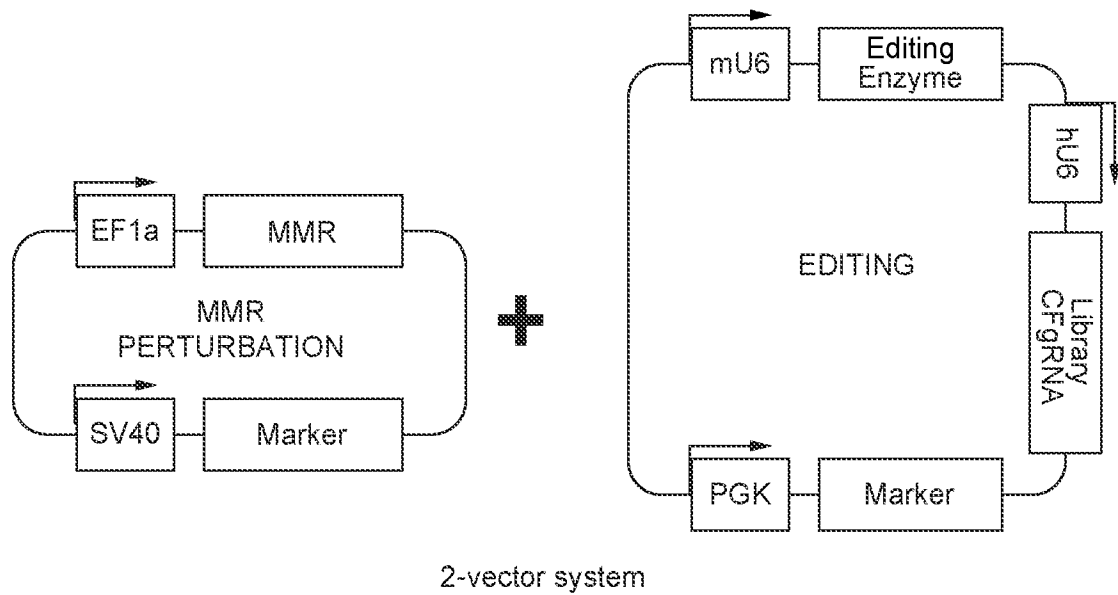 EF1a
MMR
MMR
PERTURBATION
SV40
Marker
mU6
Editing
Enzyme
hU6
EDITING
Library
CFgRNA
PGK
Marker
2-vector system